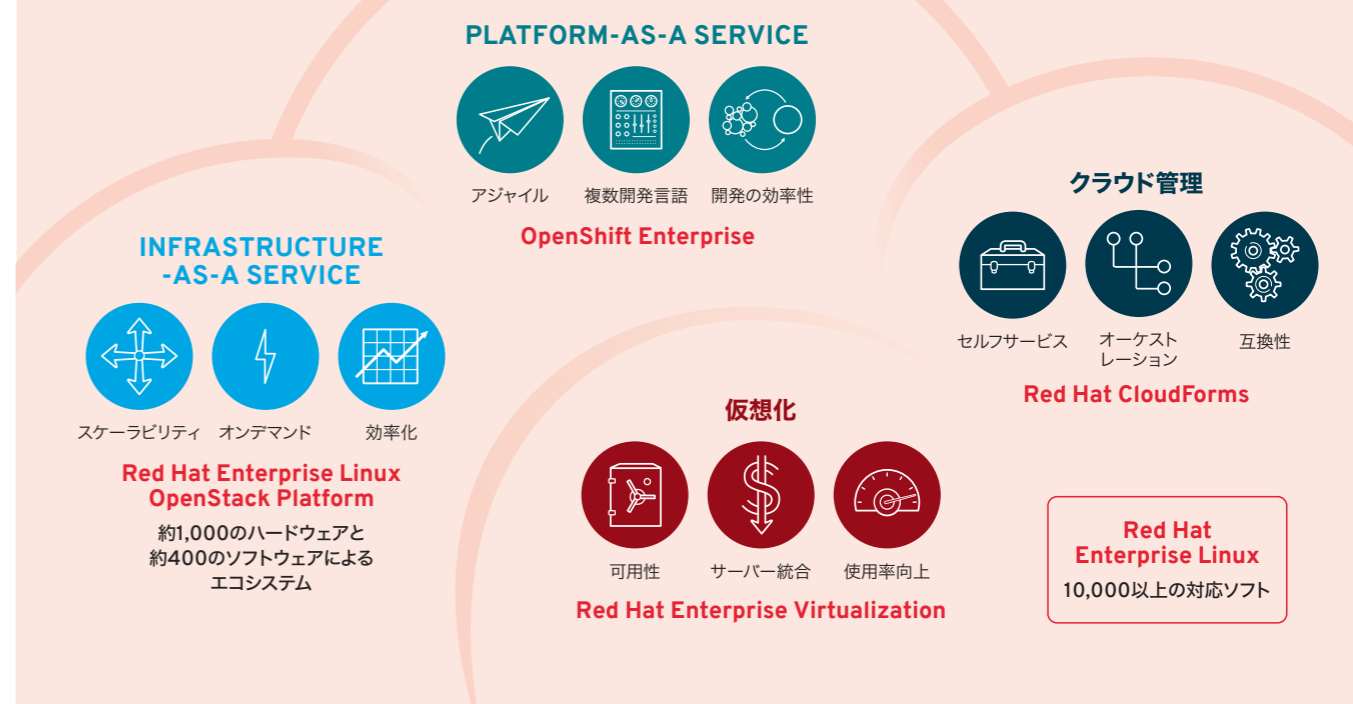 PLATFORM-AS-A SERVICE
アジャイル
複数開発言語
開発の効率性
OpenShift Enterprise
クラウド管理
セルフサービス
オーケスト
レーション
互換性
Red Hat CloudForms
INFRASTRUCTURE
-AS-A SERVICE
スケーラビリティ
オンデマンド
効率化
Red Hat Enterprise Linux
OpenStack Platform
約1,000のハードウェアと
約400のソフトウェアによる
エコシステム
仮想化
可用性
サーバー統合
使用率向上
Red Hat Enterprise Virtualization
Red Hat
Enterprise Linux
10,000以上の対応ソフト